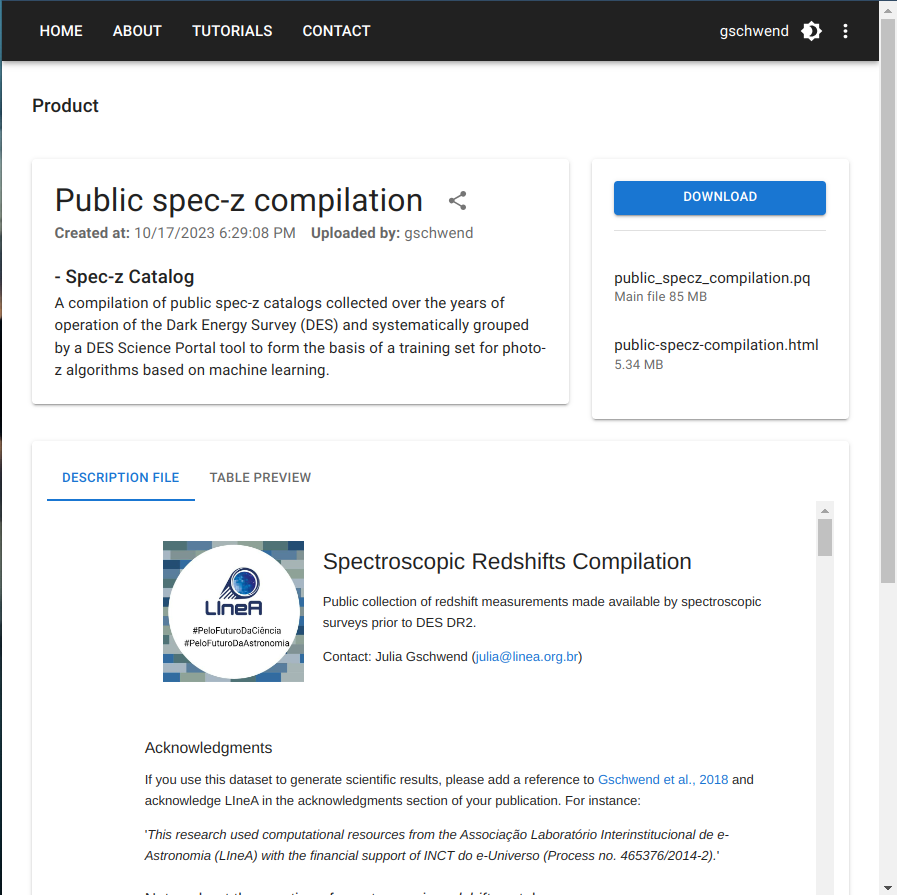 HOME ABOUT TUTORIALS CONTACT gschwend
Product
Public spec-z compilation
Created at: 10/17/2023 6:29:08 PM Uploaded by: gschwend
- Spec-z Catalog
A compilation of public spec-z catalogs collected over the years of
operation of the Dark Energy Survey (DES) and systematically grouped
by a DES Science Portal tool to form the basis of a training set for photo-
z algorithms based on machine learning.
DOWNLOAD
public_specz_compilation.pq
Main file 85 MB
public-specz-compilation.html
5.34 MB
DESCRIPTION FILE TABLE PREVIEW
LIneA
#PeloFuturoDaCiência
#PeloFuturoDaAstronomia
Spectroscopic Redshifts Compilation
Public collection of redshift measurements made available by spectroscopic
surveys prior to DES DR2.
Contact: Julia Gschwend (julia@linea.org.br)
Acknowledgments
If you use this dataset to generate scientific results, please add a reference to Gschwend et al., 2018 and
acknowledge LIneA in the acknowledgments section of your publication. For instance:
'This research used computational resources from the Associação Laboratório Interinstitucional de e-
Astronomia (LIneA) with the financial support of INCT do e-Universo (Process no. 465376/2014-2).'